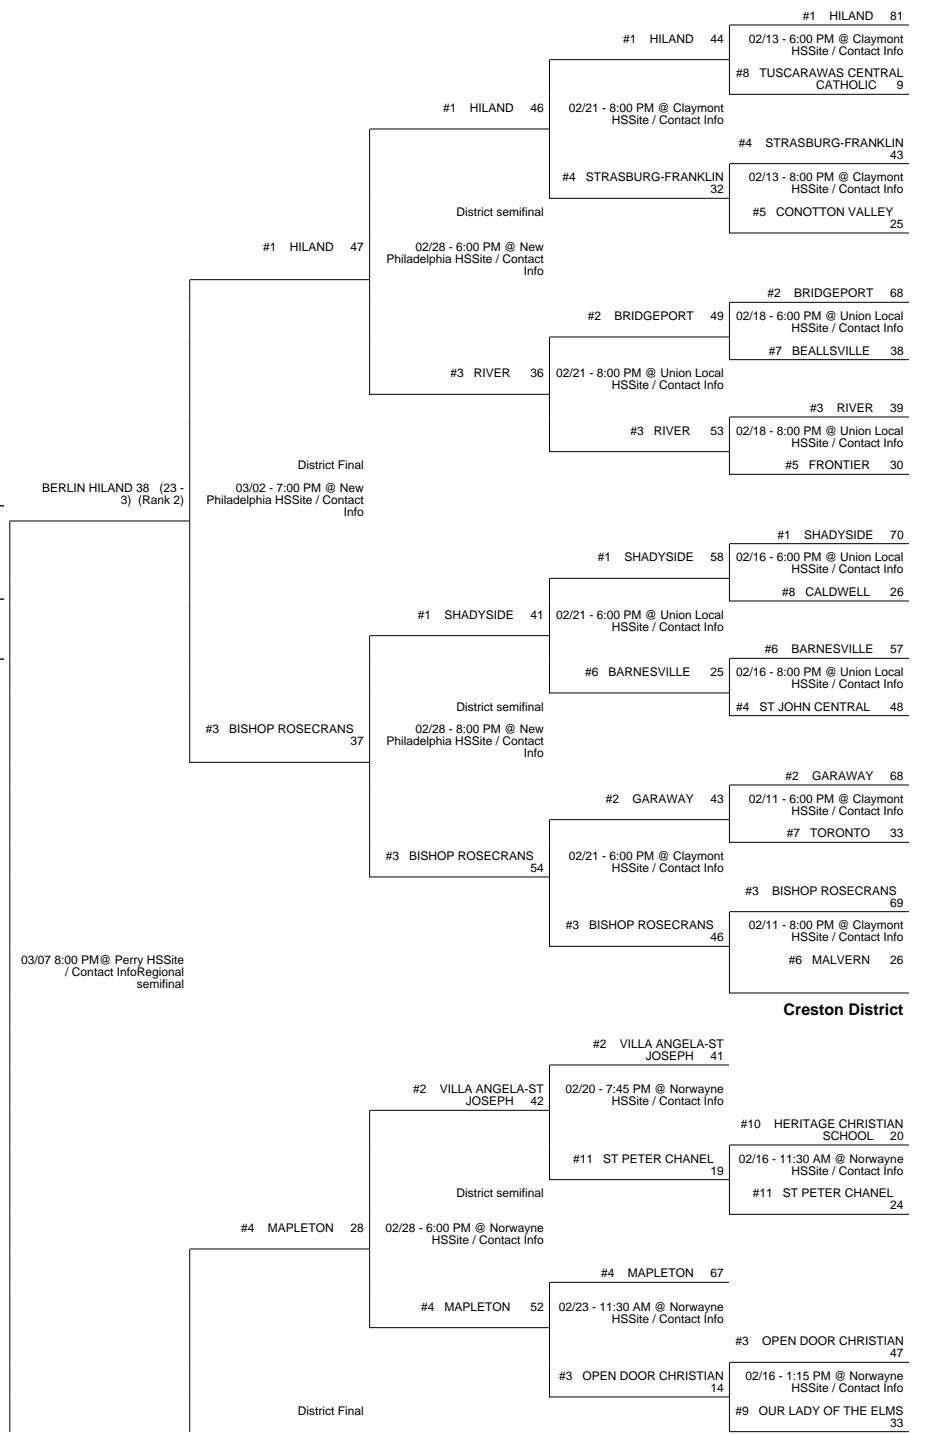 #1 HILAND 81
#1 HILAND 44
02/13 - 6:00 PM @ Claymont
HSSite / Contact Info
#8 TUSCARAWAS CENTRAL
CATHOLIC 9
#1 HILAND 46
02/21 - 8:00 PM @ Claymont
HSSite / Contact Info
#4 STRASBURG-FRANKLIN
43
#4 STRASBURG-FRANKLIN
32
02/13 - 8:00 PM @ Claymont
HSSite / Contact Info
District semifinal
#5 CONOTTON VALLEY
25
#1 HILAND 47
02/28 - 6:00 PM @ New
Philadelphia HSSite / Contact
Info
#2 BRIDGEPORT 68
#2 BRIDGEPORT 49
02/18 - 6:00 PM @ Union Local
HSSite / Contact Info
#7 BEALLSVILLE 38
#3 RIVER 36
02/21 - 8:00 PM @ Union Local
HSSite / Contact Info
#3 RIVER 39
#3 RIVER 53
02/18 - 8:00 PM @ Union Local
HSSite / Contact Info
District Final
#5 FRONTIER 30
BERLIN HILAND 38 (23 -
3) (Rank 2)
03/02 - 7:00 PM @ New
Philadelphia HSSite / Contact
Info
#1 SHADYSIDE 70
#1 SHADYSIDE 58
02/16 - 6:00 PM @ Union Local
HSSite / Contact Info
#8 CALDWELL 26
#1 SHADYSIDE 41
02/21 - 6:00 PM @ Union Local
HSSite / Contact Info
#6 BARNESVILLE 57
#6 BARNESVILLE 25
02/16 - 8:00 PM @ Union Local
HSSite / Contact Info
District semifinal
#4 ST JOHN CENTRAL 48
#3 BISHOP ROSECRANS
37
02/28 - 8:00 PM @ New
Philadelphia HSSite / Contact
Info
#2 GARAWAY 68
#2 GARAWAY 43
02/11 - 6:00 PM @ Claymont
HSSite / Contact Info
#7 TORONTO 33
#3 BISHOP ROSECRANS
54
02/21 - 6:00 PM @ Claymont
HSSite / Contact Info
#3 BISHOP ROSECRANS
69
#3 BISHOP ROSECRANS
46
02/11 - 8:00 PM @ Claymont
HSSite / Contact Info
#6 MALVERN 26
03/07 8:00 PM@ Perry HSSite
/ Contact InfoRegional
semifinal
Creston District
#2 VILLA ANGELA-ST
JOSEPH 41
#2 VILLA ANGELA-ST
JOSEPH 42
02/20 - 7:45 PM @ Norwayne
HSSite / Contact Info
#10 HERITAGE CHRISTIAN
SCHOOL 20
#11 ST PETER CHANEL
19
02/16 - 11:30 AM @ Norwayne
HSSite / Contact Info
District semifinal
#11 ST PETER CHANEL
24
#4 MAPLETON 28
02/28 - 6:00 PM @ Norwayne
HSSite / Contact Info
#4 MAPLETON 67
#4 MAPLETON 52
02/23 - 11:30 AM @ Norwayne
HSSite / Contact Info
#3 OPEN DOOR CHRISTIAN
47
#3 OPEN DOOR CHRISTIAN
14
02/16 - 1:15 PM @ Norwayne
HSSite / Contact Info
District Final
#9 OUR LADY OF THE ELMS
33